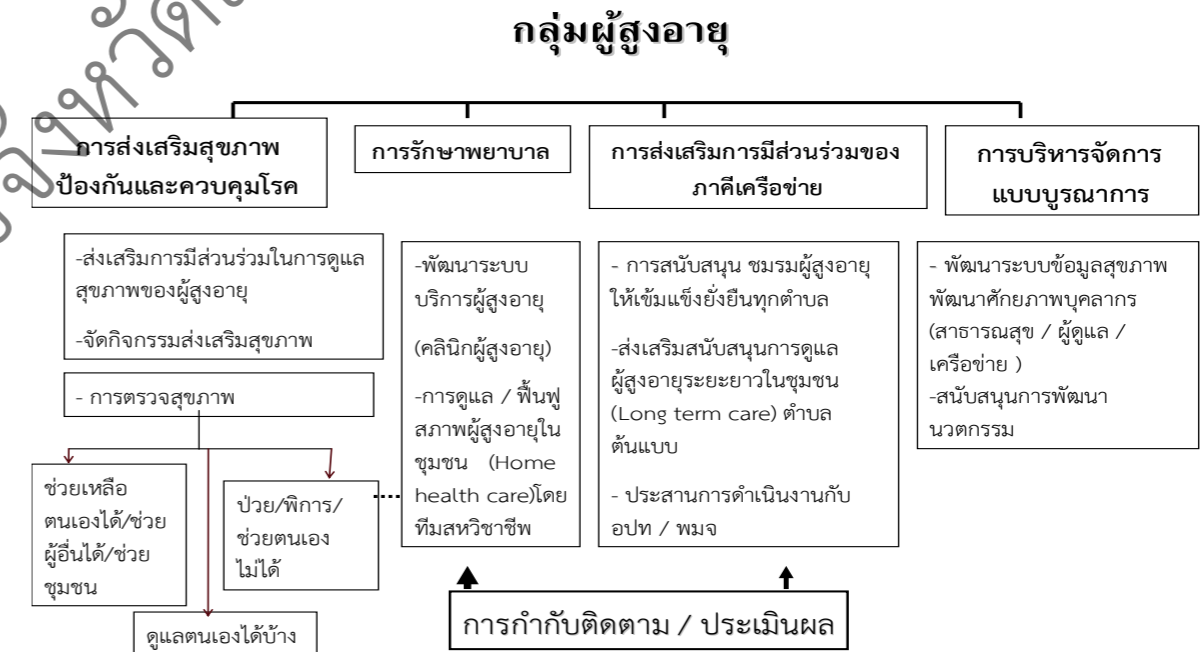 กลุ่มผู้สูงอายุ
การส่งเสริมสุขภาพ
ป้องกันและควบคุมโรค
การรักษาพยาบาล
การส่งเสริมการมีส่วนร่วมของ
ภาคีเครือข่าย
การบริหารจัดการ
แบบบูรณาการ
-ส่งเสริมการมีส่วนร่วมในการดูแล
สุขภาพของผู้สูงอายุ
-จัดกิจกรรมส่งเสริมสุขภาพ
- การตรวจสุขภาพ
ช่วยเหลือ
ตนเองได้/ช่วย
ผู้อื่นได้/ช่วย
ชุมชน
ป่วย/พิการ/
ช่วยตนเอง
ไม่ได้
ดูแลตนเองได้บ้าง
-พัฒนาระบบ
บริการผู้สูงอายุ
(คลินิกผู้สูงอายุ)
-การดูแล / ฟื้นฟู
สภาพผู้สูงอายุใน
ชุมชน (Home
health care)โดย
ทีมสหวิชาชีพ
- การสนับสนุน ชมรมผู้สูงอายุ
ให้เข้มแข็งยั่งยืนทุกตำบล
-ส่งเสริมสนับสนุนการดูแล
ผู้สูงอายุระยะยาวในชุมชน
(Long term care) ตำบล
ต้นแบบ
- ประสานการดำเนินงานกับ
อปท / พมจ
- พัฒนาระบบข้อมูลสุขภาพ
พัฒนาศักยภาพบุคลากร
(สาธารณสุข / ผู้ดูแล /
เครือข่าย )
-สนับสนุนการพัฒนา
นวตกรรม
การกำกับติดตาม / ประเมินผล